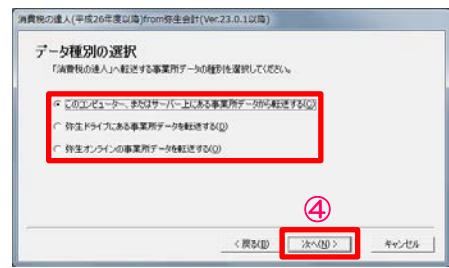 消費税の達人(平成26年度以降)from弥生会計(Ver.23.0.1以降)
データ種別の選択
「消費税の達人」へ転送する事業所データの種別を選択してください。
このコンピューター、またはサーバー上にある事業所データから転送する(C)
弥生ドライブにある事業所データを転送する(D)
弥生オンラインの事業所データを転送する(O)
④
< 戻る(B)
次へ(N) >
キャンセル